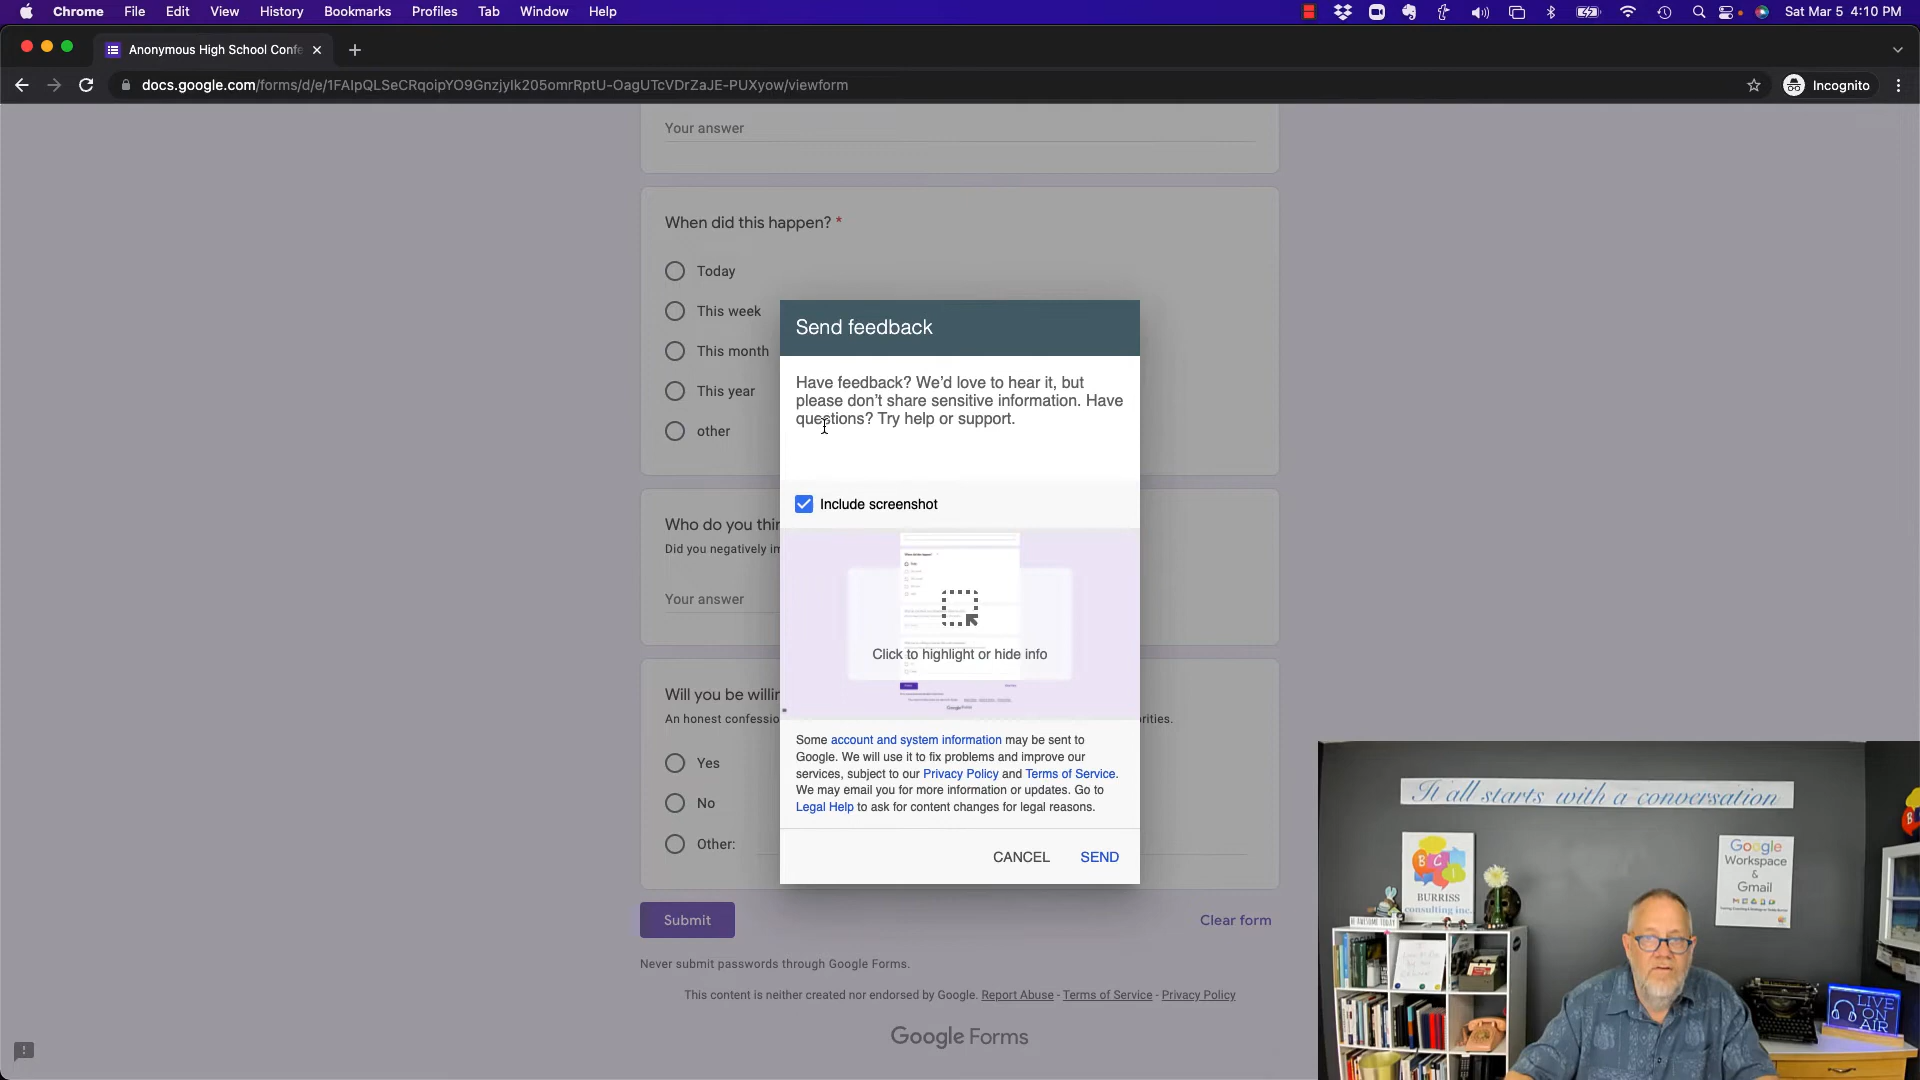 Chrome File Edit View History Bookmarks Profiles Tab Window Help Sat Mar 5 4:10 PM
Anonymous High School Confe
docs.google.com/forms/d/e/1FAIpQLSeCRqoipYO9Gnzjylk205omrRptU-OagUTcVDrZaJE-PUXyow/viewform Incognito
Your answer
When did this happen? *
Today
This week
This month
This year
other
Who do you thin
Did you negatively in
Your answer
Will you be willin
An honest confessio
rities.
Yes
No
Other:
Send feedback
Have feedback? We'd love to hear it, but
please don't share sensitive information. Have
questions? Try help or support.
Include screenshot
Click to highlight or hide info
Some account and system information may be sent to
Google. We will use it to fix problems and improve our
services, subject to our Privacy Policy and Terms of Service.
We may email you for more information or updates. Go to
Legal Help to ask for content changes for legal reasons.
CANCEL SEND
Submit Clear form
Never submit passwords through Google Forms.
This content is neither created nor endorsed by Google. Report Abuse - Terms of Service - Privacy Policy
Google Forms
It all starts with a conversation
B C I
BURRISS
consulting inc.
Google
Workspace
&
Gmail
BE AWESOME TODAY
LIVE
ON
AIR